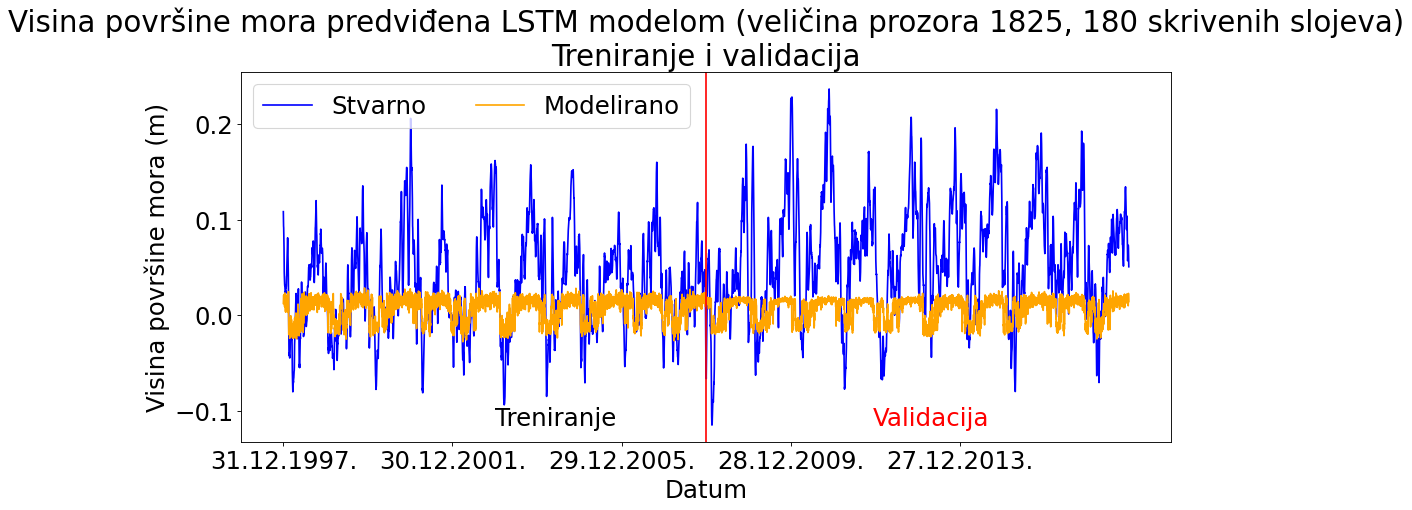 Visina površine mora predviđena LSTM modelom (veličina prozora 1825, 180 skrivenih slojeva)
Treniranje i validacija
Stvarno Modelirano
Visina površine mora (m)
0.2
0.1
0.0
−0.1
Treniranje Validacija
31.12.1997. 30.12.2001. 29.12.2005. 28.12.2009. 27.12.2013.
Datum